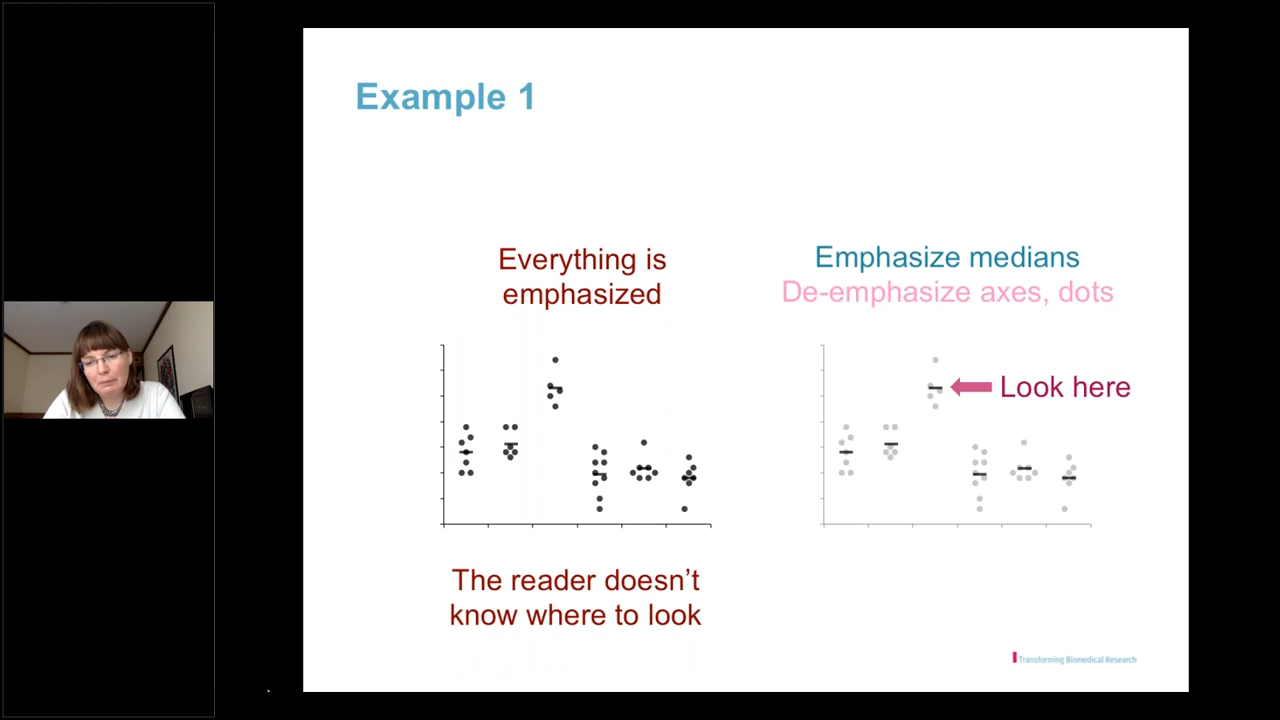 Example 1
Everything is
emphasized
Emphasize medians
De-emphasize axes, dots
Look here
The reader doesn’t
know where to look
Transforming Biomedical Research